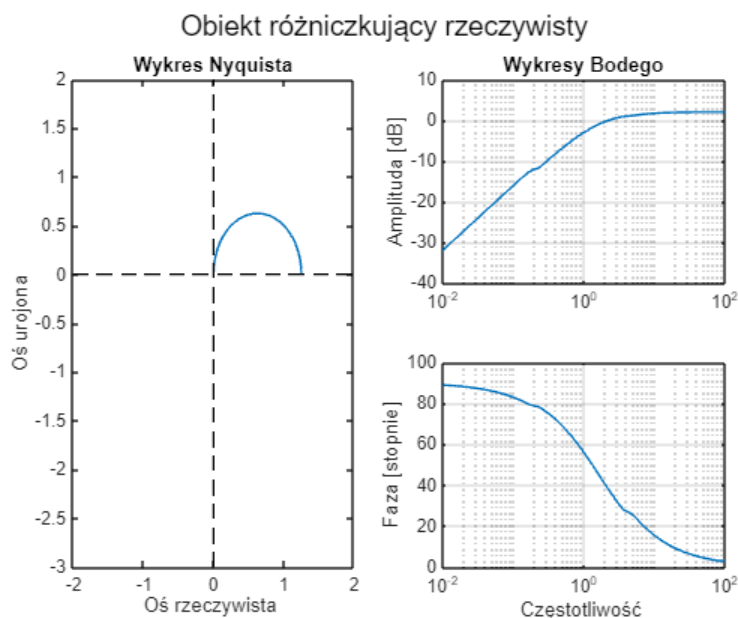 Obiekt różniczkujący rzeczywisty
Wykres Nyquista
2
1.5
1
0.5
0
-0.5
-1
-1.5
-2
-2.5
-3
-2 -1 0 1 2
Oś urojona
Oś rzeczywista
Wykresy Bodego
10
0
-10
-20
-30
-40
10^-2 10^0 10^2
Amplituda [dB]
100
80
60
40
20
0
10^-2 10^0 10^2
Faza [stopnie]
Częstotliwość